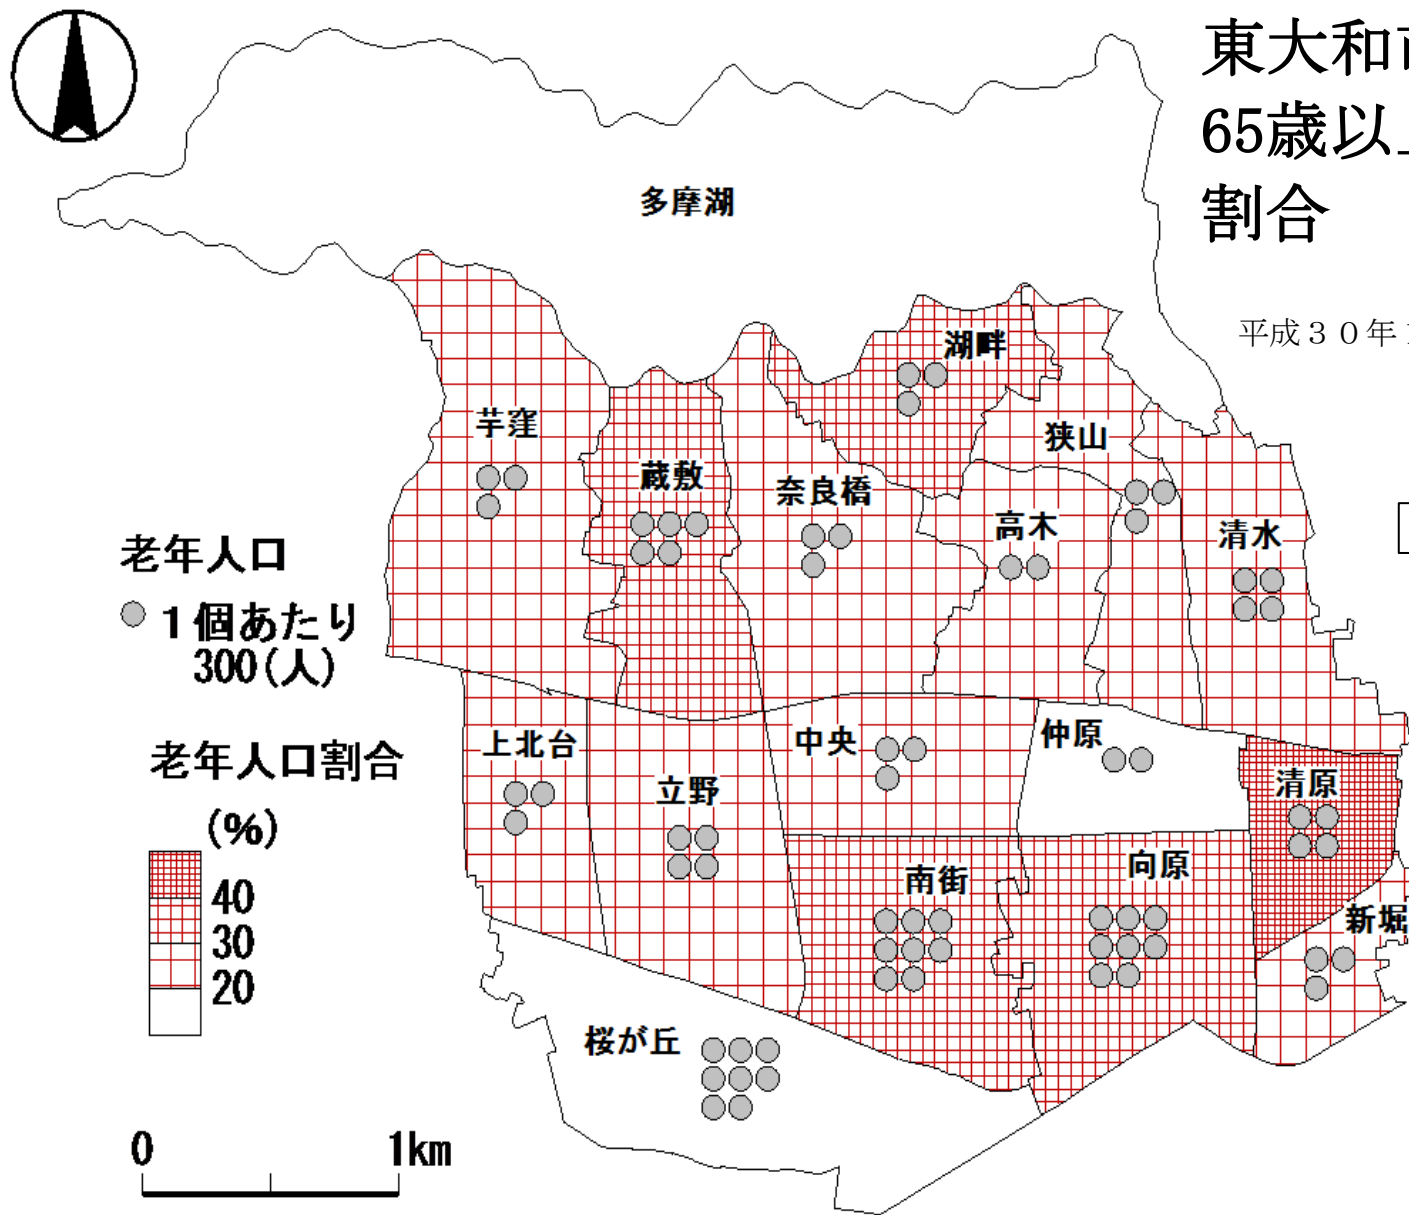 東大和
65歳以
割合
平成３０年
多摩湖
湖畔
芋窪
狭山
蔵敷
奈良橋
高木
清水
老年人口
１個あたり
300(人)
上北台
中央
仲原
老年人口割合
(%)
立野
清原
南街
向原
40
新堀
30
20
桜が丘
0
1km